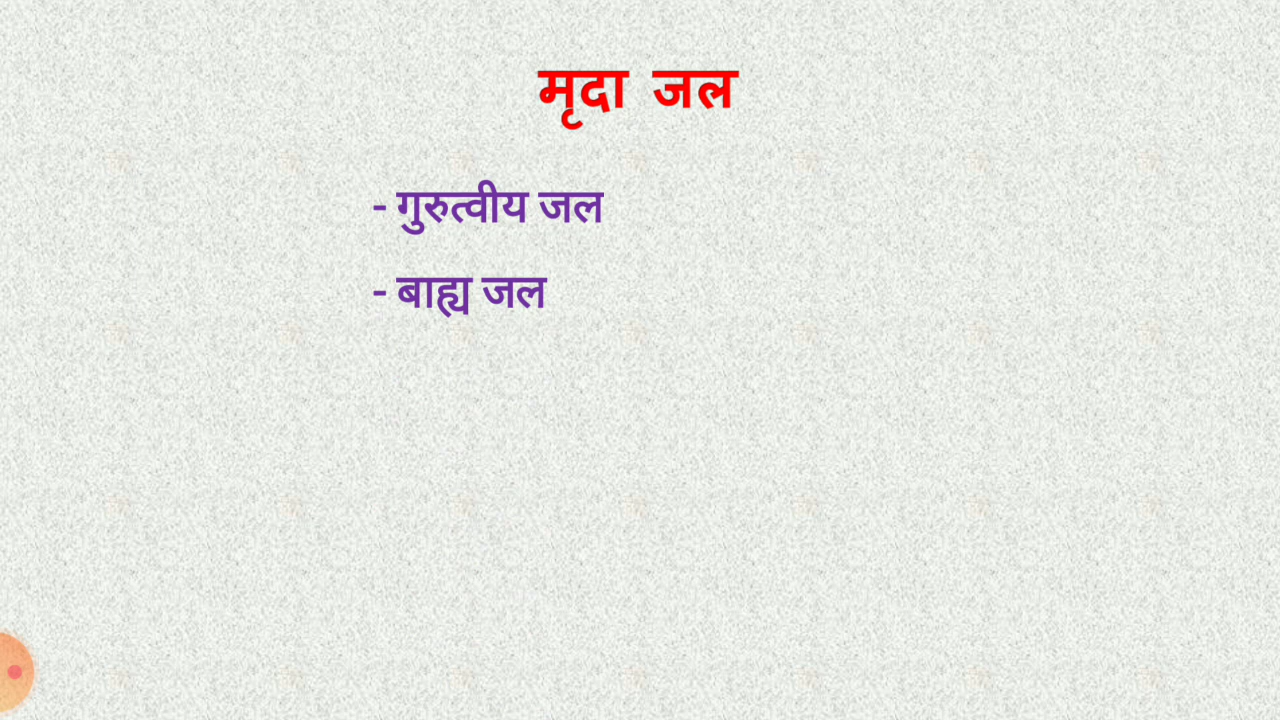 मृदा जल
- गुरुत्वीय जल
- बाह्य जल